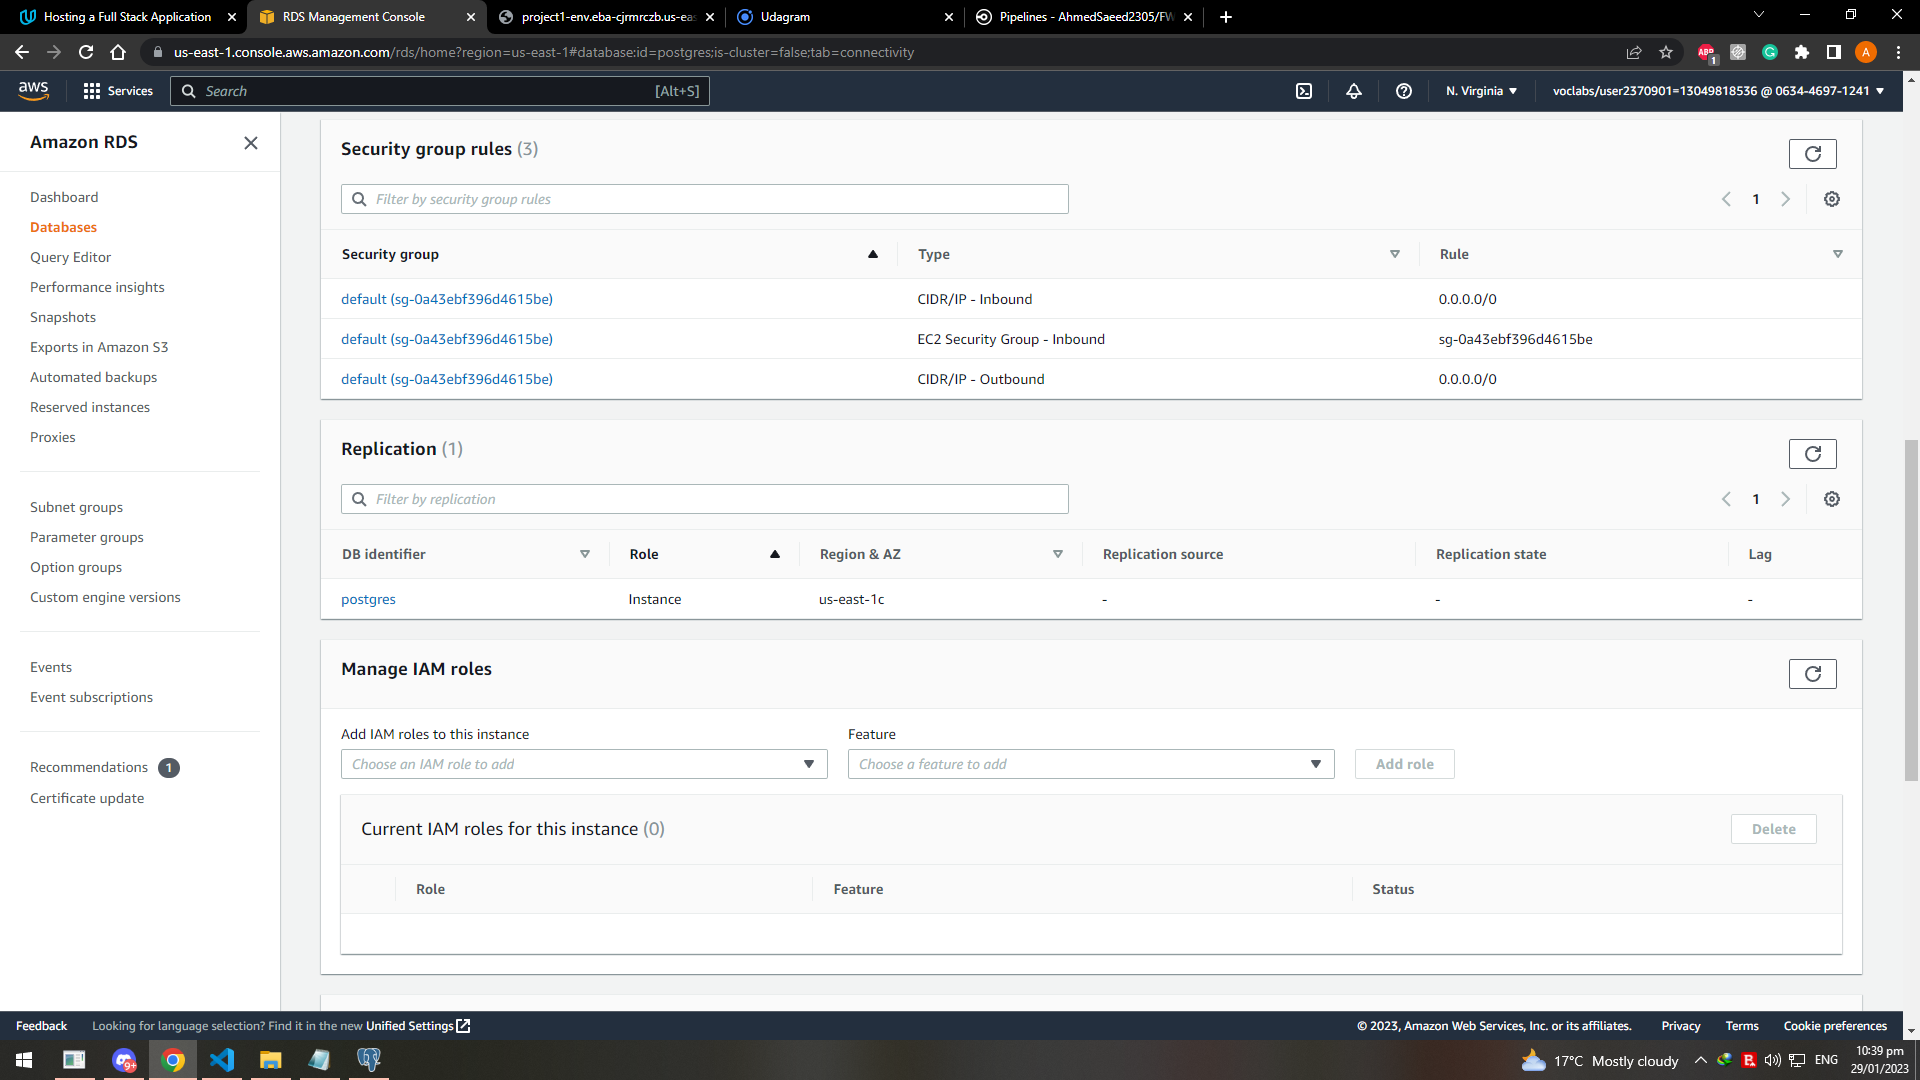 Hosting a Full Stack Application
RDS Management Console
project1-env.eba-cjrmrczb.us-eas
Udagram
Pipelines - AhmedSaeed2305/FW
us-east-1.console.aws.amazon.com/rds/home?region=us-east-1#database:id=postgres;is-cluster=false;tab=connectivity
ABP
1
A
aws
Services
Search
[Alt+S]
N. Virginia
voclabs/user2370901=13049818536 @ 0634-4697-1241
Amazon RDS
Dashboard
Databases
Query Editor
Performance insights
Snapshots
Exports in Amazon S3
Automated backups
Reserved instances
Proxies
Subnet groups
Parameter groups
Option groups
Custom engine versions
Events
Event subscriptions
Recommendations 1
Certificate update
Security group rules (3)
Filter by security group rules
1
Security group Type Rule
default (sg-0a43ebf396d4615be) CIDR/IP - Inbound 0.0.0.0/0
default (sg-0a43ebf396d4615be) EC2 Security Group - Inbound sg-0a43ebf396d4615be
default (sg-0a43ebf396d4615be) CIDR/IP - Outbound 0.0.0.0/0
Replication (1)
Filter by replication
1
DB identifier Role Region & AZ Replication source Replication state Lag
postgres Instance us-east-1c - - -
Manage IAM roles
Add IAM roles to this instance Feature
Choose an IAM role to add Choose a feature to add Add role
Current IAM roles for this instance (0) Delete
Role Feature Status
Feedback Looking for language selection? Find it in the new Unified Settings © 2023, Amazon Web Services, Inc. or its affiliates. Privacy Terms Cookie preferences
9+
17°C Mostly cloudy
ENG
10:39 pm
29/01/2023